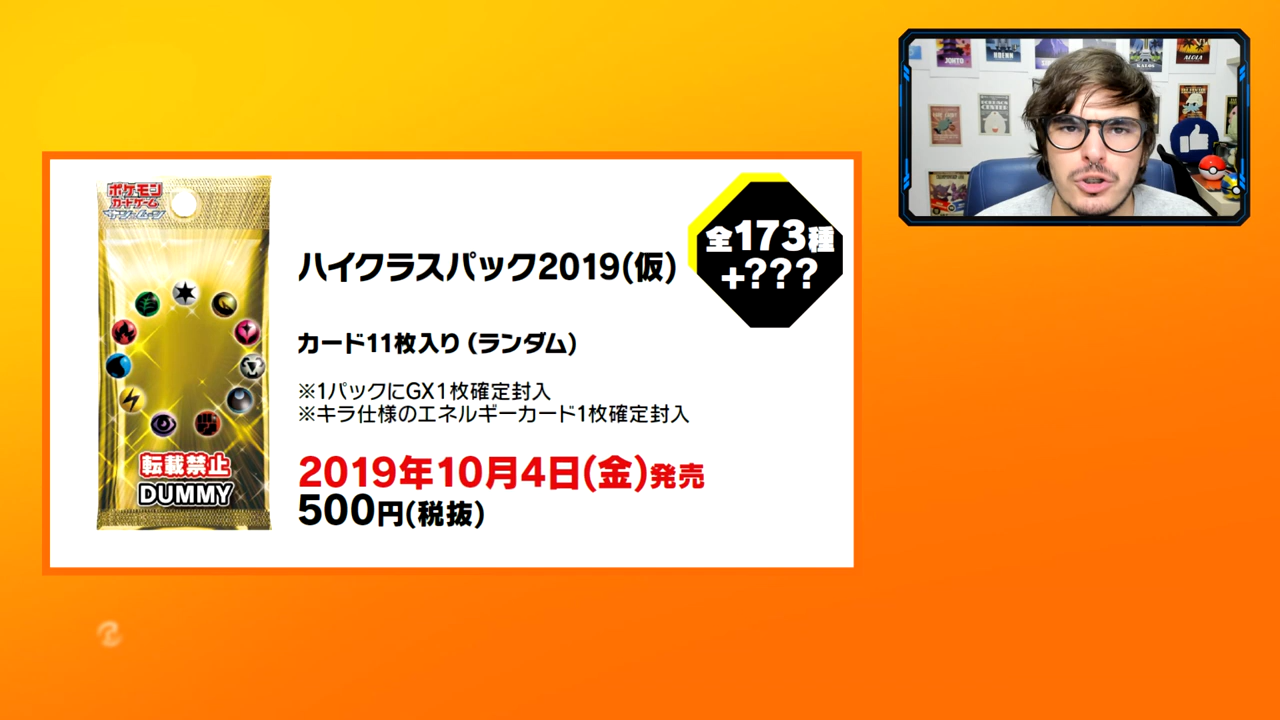 ポケモン
カードゲーム
サン&ムーン
転載禁止
DUMMY
ハイクラスパック2019(仮)
全173種
+???
カード11枚入り(ランダム)
※1パックにGX1枚確定封入
※キラ仕様のエネルギーカード1枚確定封入
2019年10月4日(金)発売
500円(税抜)
JOHTO
HOENN
KALOS
ALOLA